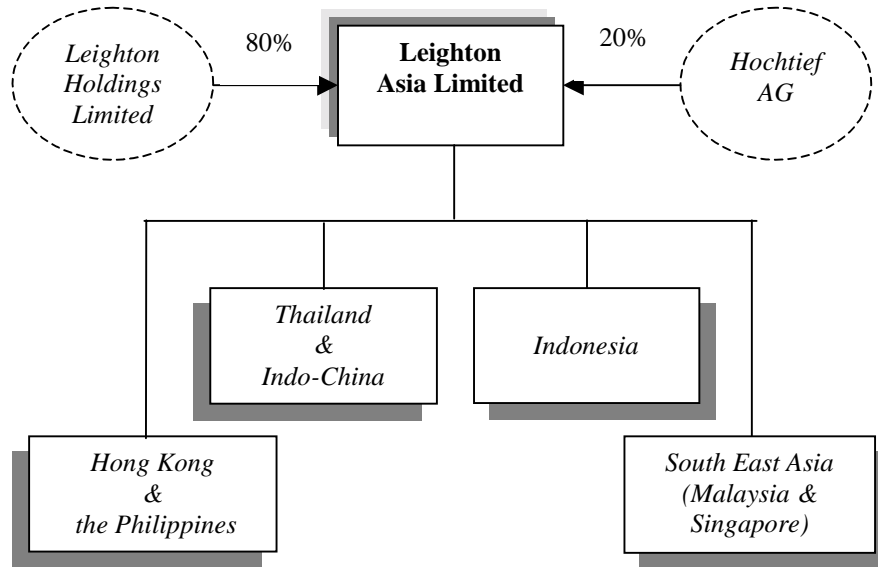 Leighton
Holdings
Limited
80%
Leighton
Asia Limited
20%
Hochtief
AG
Thailand
&
Indo-China
Indonesia
Hong Kong
&
the Philippines
South East Asia
(Malaysia &
Singapore)